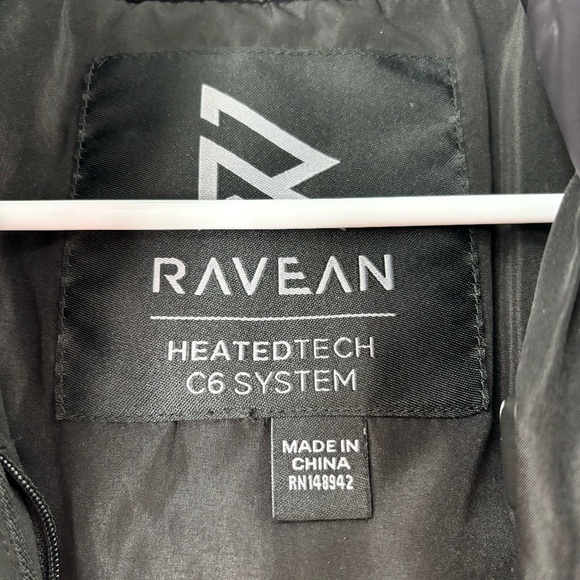 RAVEAN
HEATEDTECH
C6 SYSTEM
MADE IN
CHINA
RN148942